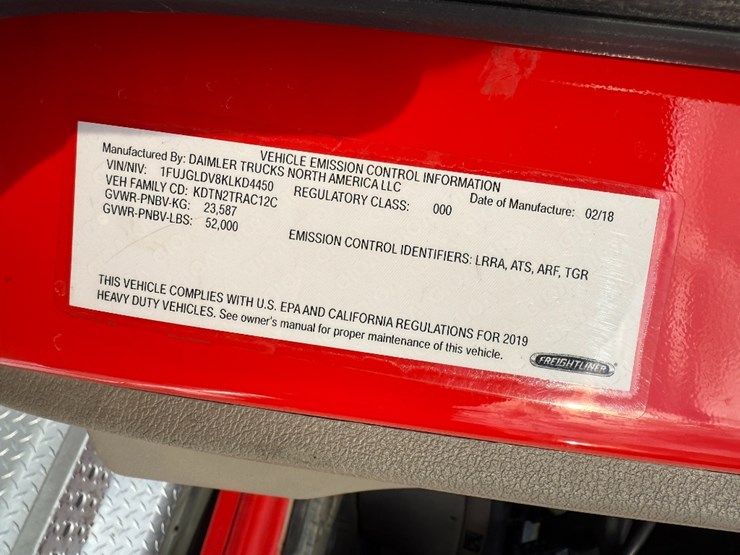 VEHICLE EMISSION CONTROL INFORMATION
Manufactured By: DAIMLER TRUCKS NORTH AMERICA LLC
Date of Manufacture: 02/18
VIN/NIV: 1FUJGLDV8KLKD4450
REGULATORY CLASS: 000
VEH FAMILY CD: KDTN2TRAC12C
GVWR-PNBV-KG: 23,587
GVWR-PNBV-LBS: 52,000
EMISSION CONTROL IDENTIFIERS: LRRA, ATS, ARF, TGR
THIS VEHICLE COMPLIES WITH U.S. EPA AND CALIFORNIA REGULATIONS FOR 2019
HEAVY DUTY VEHICLES. See owner's manual for proper maintenance of this vehicle.
FREIGHTLINER